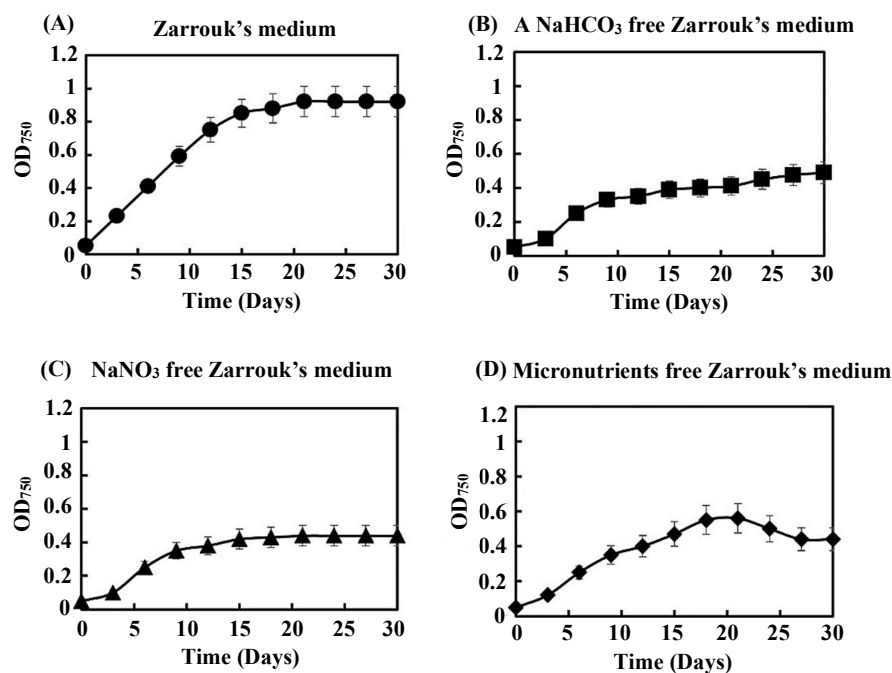 (A) Zarrouk's medium
1.2
1
0.8
0.6
0.4
0.2
0
OD₇₅₀
0 5 10 15 20 25 30
Time (Days)
(B) A NaHCO₃ free Zarrouk's medium
1.2
1
0.8
0.6
0.4
0.2
0
OD₇₅₀
0 5 10 15 20 25 30
Time (Days)
(C) NaNO₃ free Zarrouk's medium
1.2
1
0.8
0.6
0.4
0.2
0
OD₇₅₀
0 5 10 15 20 25 30
Time (Days)
(D) Micronutrients free Zarrouk's medium
1.2
1
0.8
0.6
0.4
0.2
0
OD₇₅₀
0 5 10 15 20 25 30
Time (Days)